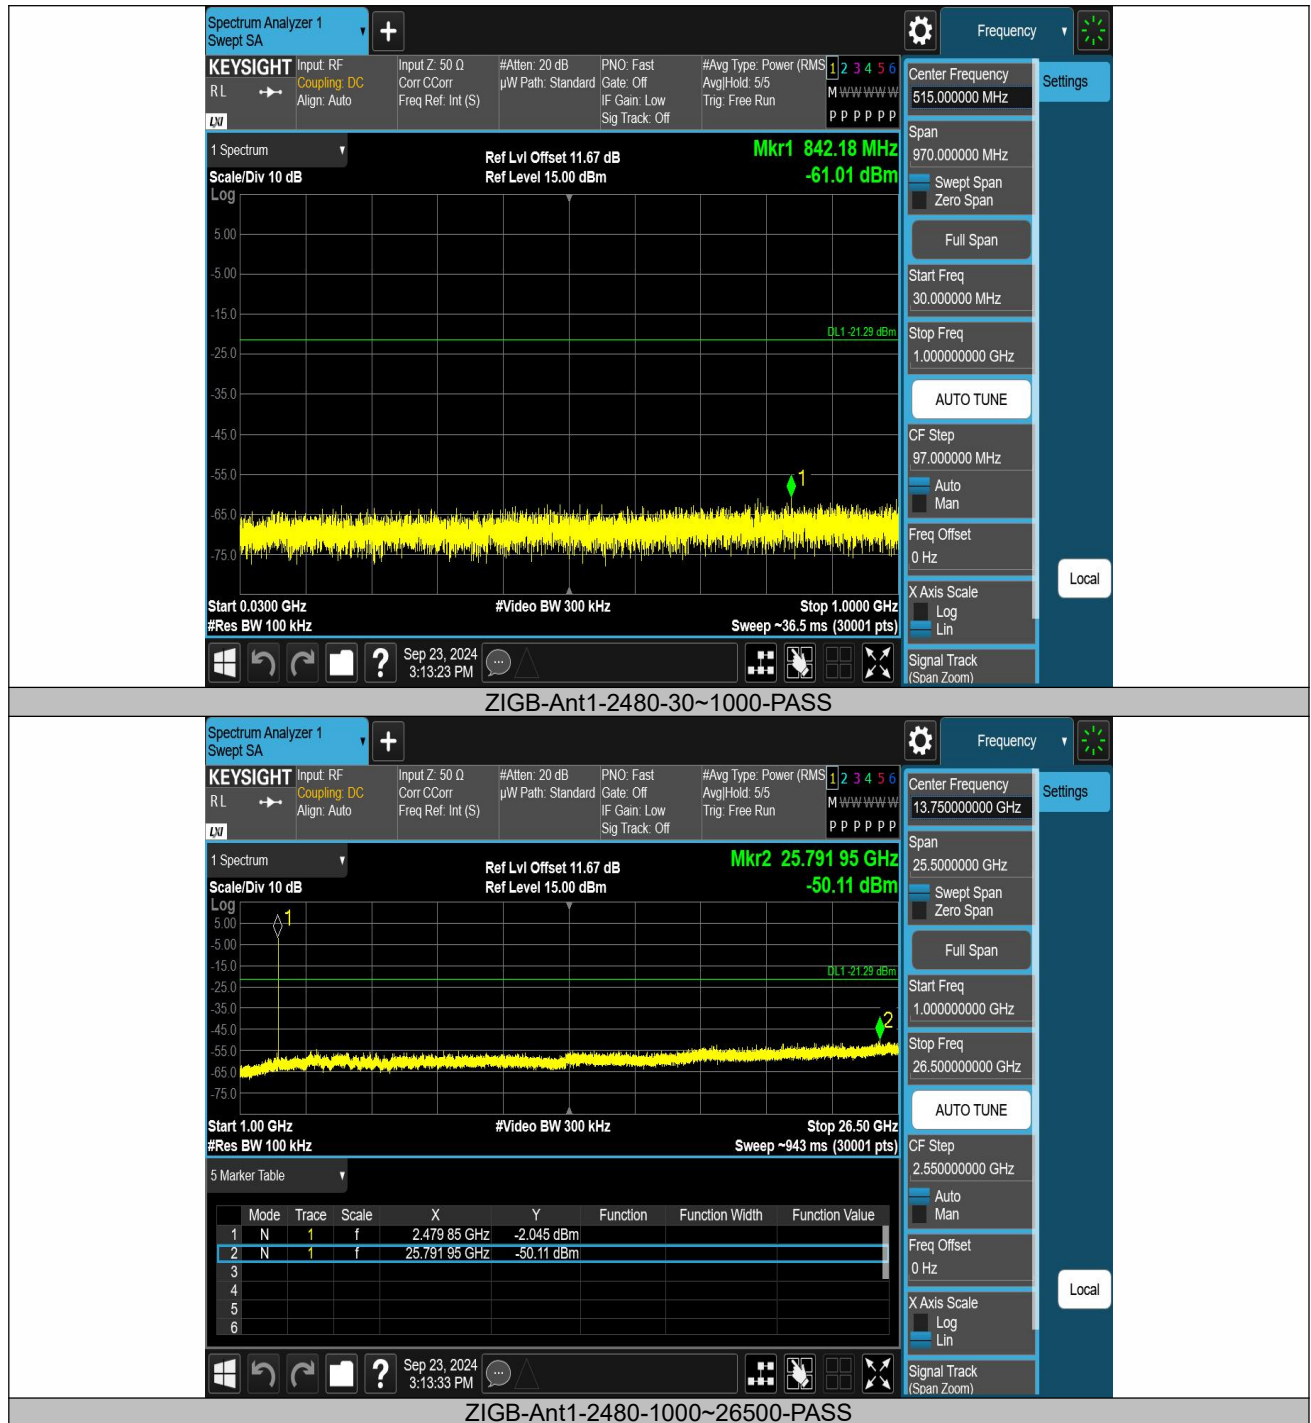 Spectrum Analyzer 1
Swept SA
+
Frequency
KEYSIGHT
RL
LXI
Input: RF
Coupling: DC
Align: Auto
Input Z: 50 Ω
Corr CCorr
Freq Ref: Int (S)
#Atten: 20 dB
µW Path: Standard
PNO: Fast
Gate: Off
IF Gain: Low
Sig Track: Off
#Avg Type: Power (RMS
Avg|Hold: 5/5
Trig: Free Run
1 2 3 4 5 6
M W W W W W
P P P P P P
1 Spectrum
Scale/Div 10 dB
Ref Lvl Offset 11.67 dB
Ref Level 15.00 dBm
Mkr1 842.18 MHz
-61.01 dBm
Log
5.00
-5.00
-15.0
DL1 -21.29 dBm
-25.0
-35.0
-45.0
-55.0
1
-65.0
-75.0
Start 0.0300 GHz
#Video BW 300 kHz
Stop 1.0000 GHz
#Res BW 100 kHz
Sweep ~36.5 ms (30001 pts)
?
Sep 23, 2024
3:13:23 PM
Center Frequency
515.000000 MHz
Span
970.000000 MHz
Swept Span
Zero Span
Full Span
Start Freq
30.000000 MHz
Stop Freq
1.000000000 GHz
AUTO TUNE
CF Step
97.000000 MHz
Auto
Man
Freq Offset
0 Hz
X Axis Scale
Log
Lin
Signal Track
(Span Zoom)
Settings
Local
ZIGB-Ant1-2480-30~1000-PASS
Spectrum Analyzer 1
Swept SA
+
Frequency
KEYSIGHT
RL
LXI
Input: RF
Coupling: DC
Align: Auto
Input Z: 50 Ω
Corr CCorr
Freq Ref: Int (S)
#Atten: 20 dB
µW Path: Standard
PNO: Fast
Gate: Off
IF Gain: Low
Sig Track: Off
#Avg Type: Power (RMS
Avg|Hold: 5/5
Trig: Free Run
1 2 3 4 5 6
M W W W W W
P P P P P P
1 Spectrum
Scale/Div 10 dB
Ref Lvl Offset 11.67 dB
Ref Level 15.00 dBm
Mkr2 25.791 95 GHz
-50.11 dBm
Log
5.00
1
-5.00
-15.0
DL1 -21.29 dBm
-25.0
-35.0
-45.0
2
-55.0
-65.0
-75.0
Start 1.00 GHz
#Video BW 300 kHz
Stop 26.50 GHz
#Res BW 100 kHz
Sweep ~943 ms (30001 pts)
5 Marker Table
Mode Trace Scale X Y Function Function Width Function Value
1 N 1 f 2.479 85 GHz -2.045 dBm
2 N 1 f 25.791 95 GHz -50.11 dBm
3
4
5
6
?
Sep 23, 2024
3:13:33 PM
Center Frequency
13.750000000 GHz
Span
25.5000000 GHz
Swept Span
Zero Span
Full Span
Start Freq
1.000000000 GHz
Stop Freq
26.500000000 GHz
AUTO TUNE
CF Step
2.550000000 GHz
Auto
Man
Freq Offset
0 Hz
X Axis Scale
Log
Lin
Signal Track
(Span Zoom)
Settings
Local
ZIGB-Ant1-2480-1000~26500-PASS